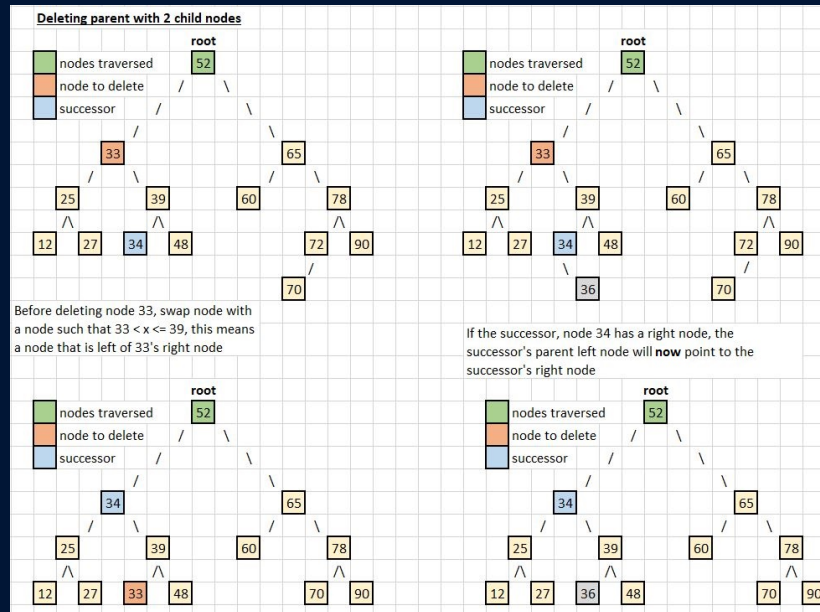 Deleting parent with 2 child nodes
root
nodes traversed 52
node to delete / \
successor / \
/ \
33 65
/ \ / \
25 39 60 78
/\ /\ /\
12 27 34 48 72 90
/
70
Before deleting node 33, swap node with
a node such that 33 < x <= 39, this means
a node that is left of 33's right node
root
nodes traversed 52
node to delete / \
successor / \
/ \
33 65
/ \ / \
25 39 60 78
/\ /\ /\
12 27 34 48 72 90
\ /
36 70
If the successor, node 34 has a right node, the
successor's parent left node will now point to the
successor's right node
root
nodes traversed 52
node to delete / \
successor / \
/ \
34 65
/ \ / \
25 39 60 78
/\ /\ /\
12 27 33 48 70 90
root
nodes traversed 52
node to delete / \
successor / \
/ \
34 65
/ \ / \
25 39 60 78
/\ /\ /\
12 27 36 48 70 90